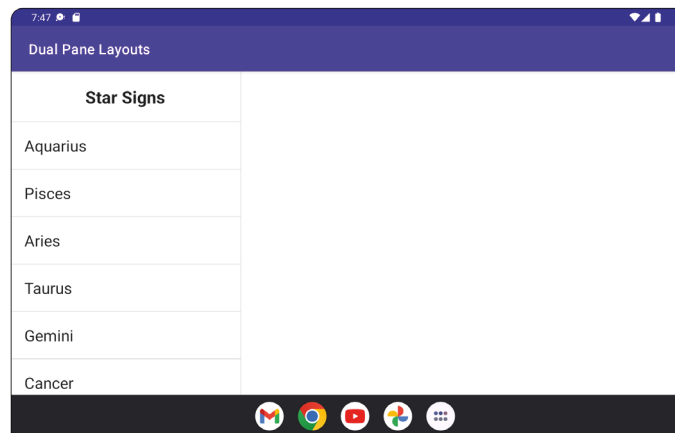 7:47
Dual Pane Layouts
Star Signs
Aquarius
Pisces
Aries
Taurus
Gemini
Cancer